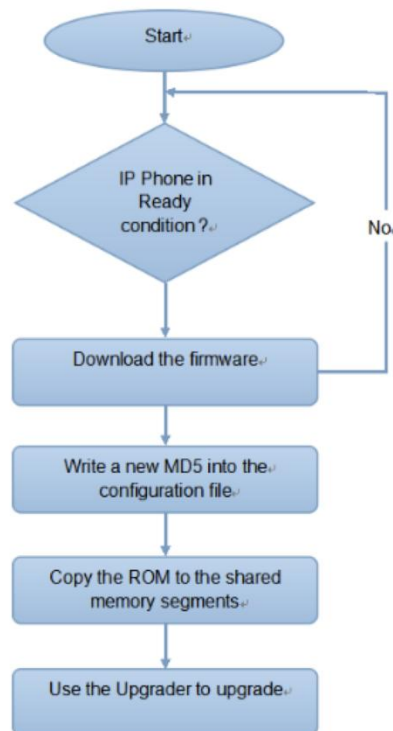 Start
IP Phone in
Ready
condition ?
No
Download the firmware
Write a new MD5 into the
configuration file
Copy the ROM to the shared
memory segments
Use the Upgrader to upgrade